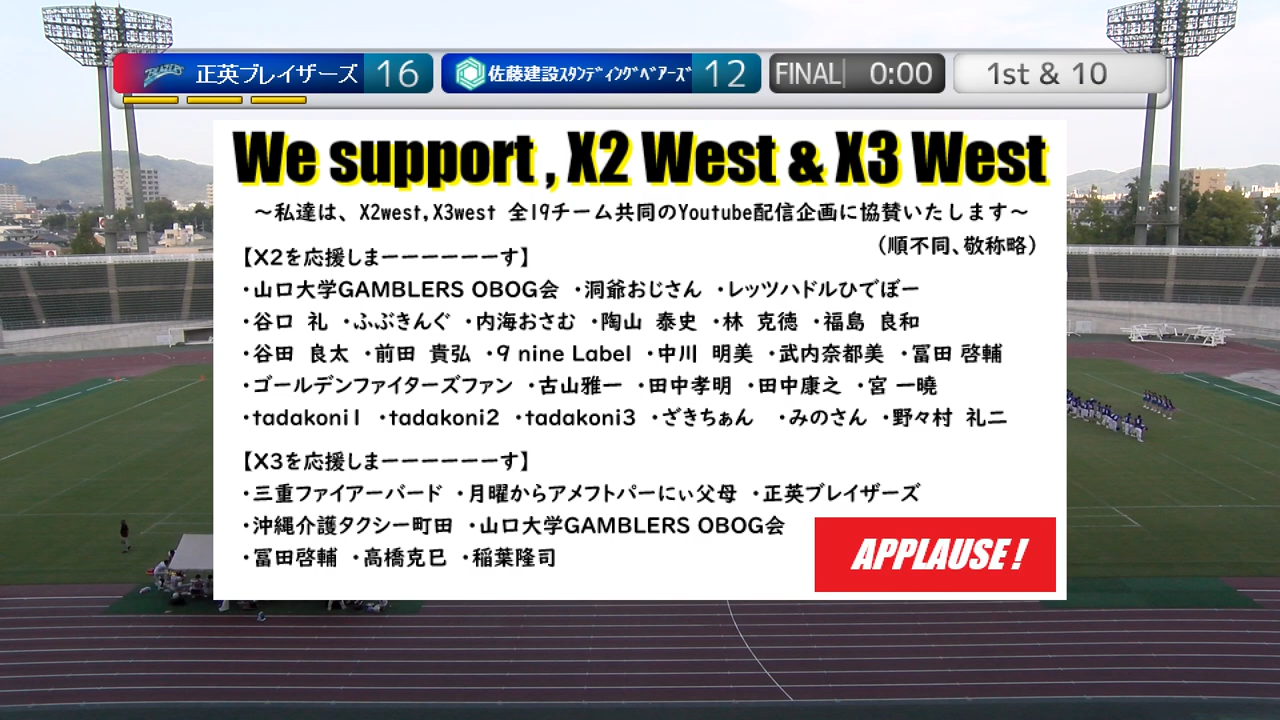 BLAZERS 正英ブレイザーズ 16 佐藤建設スタンディングベアーズ 12 FINAL 0:00 1st & 10
We support , X2 West & X3 West
～私達は、X2west,X3west 全19チーム共同のYoutube配信企画に協賛いたします～
（順不同、敬称略）
【X2を応援しまーーーーーーす】
・山口大学GAMBLERS OBOG会 ・洞爺おじさん ・レッツハドルひでぼー
・谷口 礼 ・ふぶきんぐ ・内海おさむ ・陶山 泰史 ・林 克徳 ・福島 良和
・谷田 良太 ・前田 貴弘 ・9 nine Label ・中川 明美 ・武内奈都美 ・冨田 啓輔
・ゴールデンファイターズファン ・古山雅一 ・田中孝明 ・田中康之 ・宮 一曉
・tadakoni1 ・tadakoni2 ・tadakoni3 ・ざきちぁん ・みのさん ・野々村 礼二
【X3を応援しまーーーーーーす】
・三重ファイアーバード ・月曜からアメフトパーにぃ父母 ・正英ブレイザーズ
・沖縄介護タクシー町田 ・山口大学GAMBLERS OBOG会
・冨田啓輔 ・高橋克巳 ・稲葉隆司
APPLAUSE !